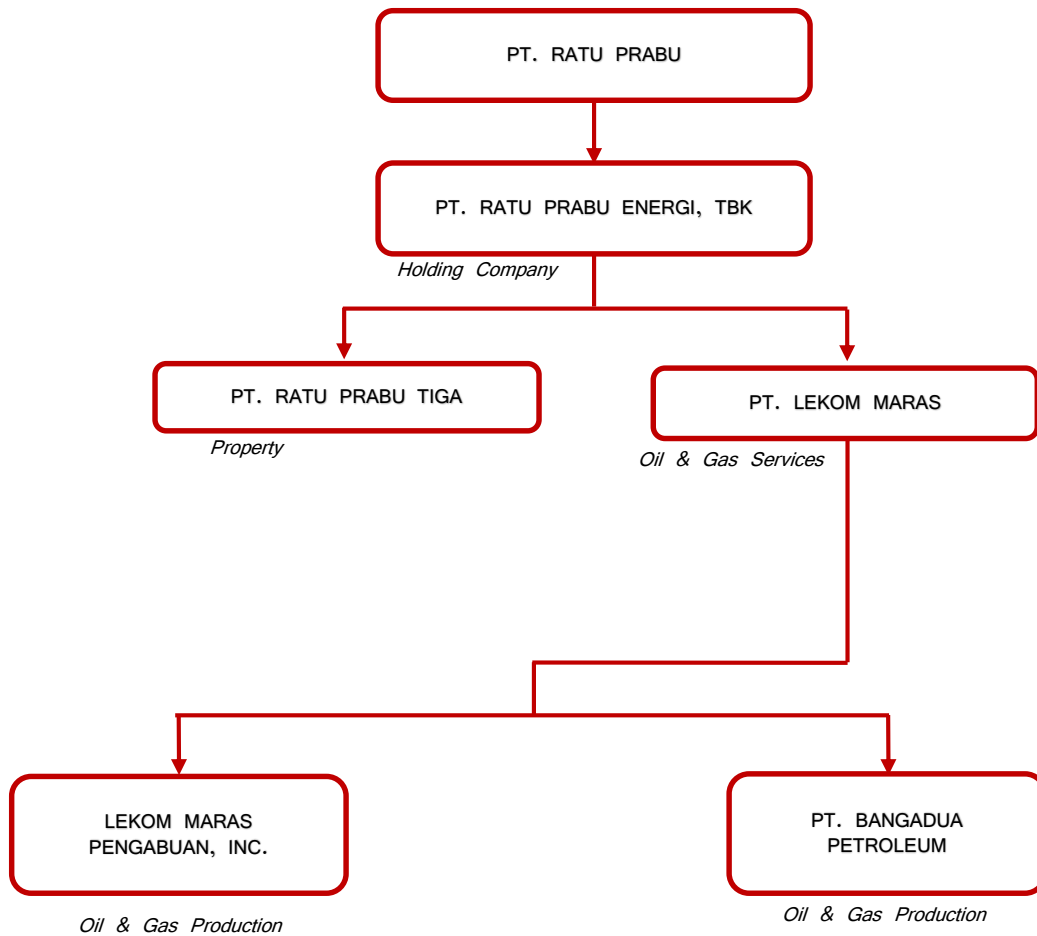 PT. RATU PRABU
PT. RATU PRABU ENERGI, TBK
Holding Company
PT. RATU PRABU TIGA
Property
PT. LEKOM MARAS
Oil & Gas Services
LEKOM MARAS
PENGABUAN, INC.
Oil & Gas Production
PT. BANGADUA
PETROLEUM
Oil & Gas Production